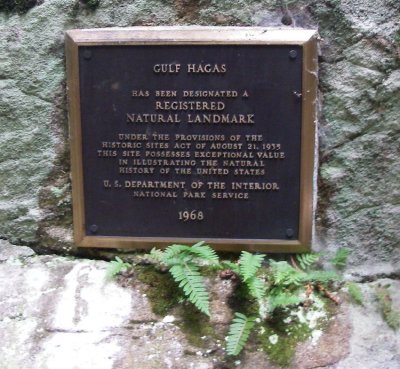 GULF HAGAS
HAS BEEN DESIGNATED A
REGISTERED
NATURAL LANDMARK
UNDER THE PROVISIONS OF THE
HISTORIC SITES ACT OF AUGUST 21, 1935
THIS SITE POSSESSES EXCEPTIONAL VALUE
IN ILLUSTRATING THE NATURAL
HISTORY OF THE UNITED STATES
U. S. DEPARTMENT OF THE INTERIOR
NATIONAL PARK SERVICE
1968